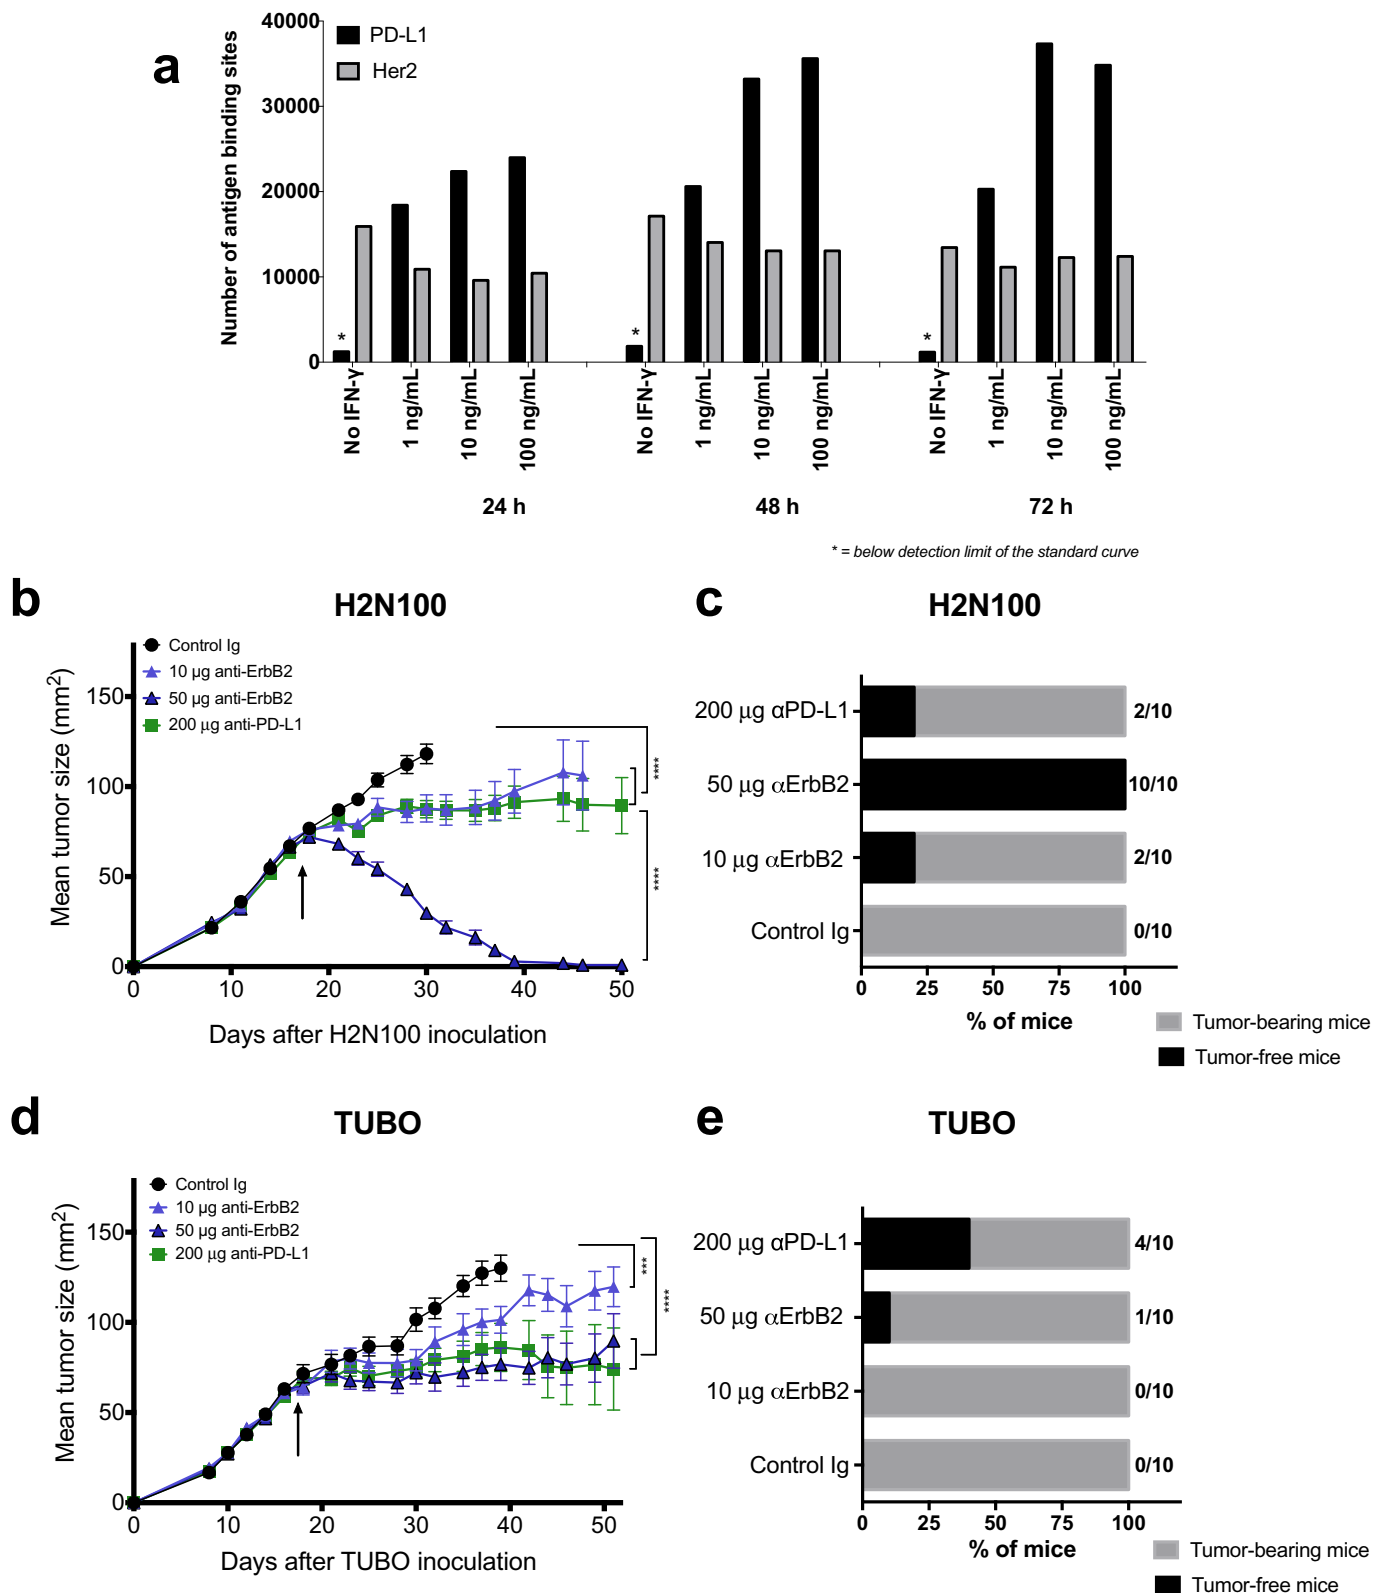 a
PD-L1
Her2
Number of antigen binding sites
40000
30000
20000
10000
0
* * *
No IFN-γ 1 ng/mL 10 ng/mL 100 ng/mL No IFN-γ 1 ng/mL 10 ng/mL 100 ng/mL No IFN-γ 1 ng/mL 10 ng/mL 100 ng/mL
24 h 48 h 72 h
* = below detection limit of the standard curve
b
H2N100
Control Ig
10 µg anti-ErbB2
50 µg anti-ErbB2
200 µg anti-PD-L1
Mean tumor size (mm²)
150
100
50
0
****
****
0 10 20 30 40 50
Days after H2N100 inoculation
c
H2N100
200 µg αPD-L1 2/10
50 µg αErbB2 10/10
10 µg αErbB2 2/10
Control Ig 0/10
0 25 50 75 100
% of mice
Tumor-bearing mice
Tumor-free mice
d
TUBO
Control Ig
10 µg anti-ErbB2
50 µg anti-ErbB2
200 µg anti-PD-L1
Mean tumor size (mm²)
150
100
50
0
***
****
0 10 20 30 40 50
Days after TUBO inoculation
e
TUBO
200 µg αPD-L1 4/10
50 µg αErbB2 1/10
10 µg αErbB2 0/10
Control Ig 0/10
0 25 50 75 100
% of mice
Tumor-bearing mice
Tumor-free mice